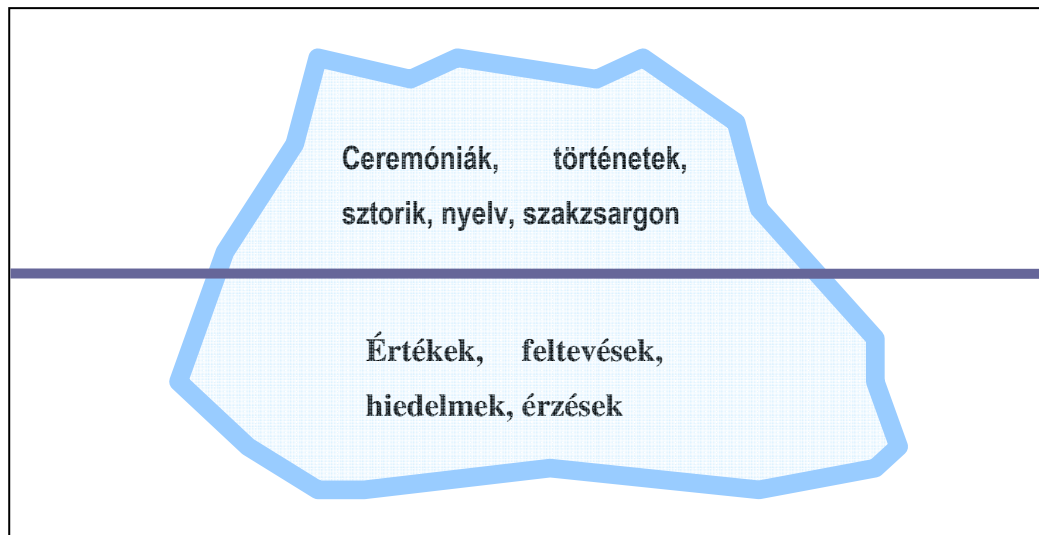 Ceremóniák, történetek,
sztorik, nyelv, szakzsargon
Értékek, feltevések,
hiedelmek, érzések